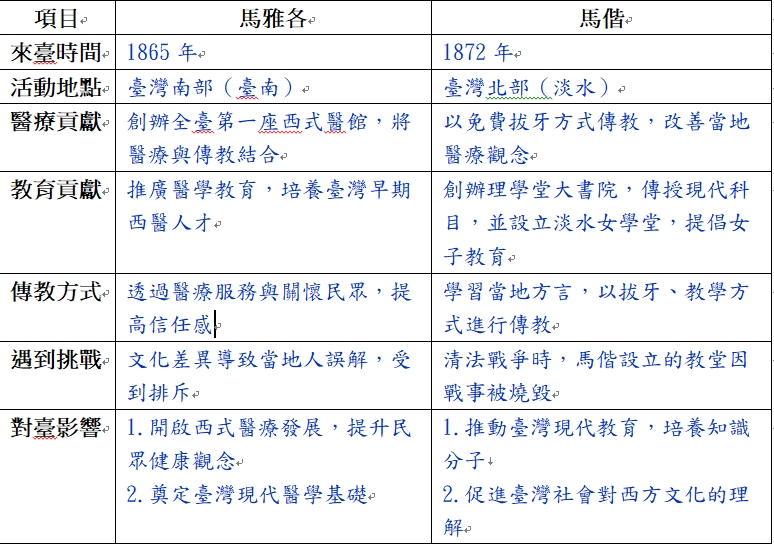 項目 馬雅各 馬偕
來臺時間 1865 年 1872 年
活動地點 臺灣南部（臺南） 臺灣北部（淡水）
醫療貢獻 創辦全臺第一座西式醫館，將 以免費拔牙方式傳教，改善當地
醫療與傳教結合 醫療觀念
教育貢獻 推廣醫學教育，培養臺灣早期 創辦理學堂大書院，傳授現代科
西醫人才 目，並設立淡水女學堂，提倡女
子教育
傳教方式 透過醫療服務與關懷民眾，提 學習當地方言，以拔牙、教學方
高信任感 式進行傳教
遇到挑戰 文化差異導致當地人誤解，受 清法戰爭時，馬偕設立的教堂因
到排斥 戰事被燒毀
對臺影響 1.開啟西式醫療發展，提升民 1.推動臺灣現代教育，培養知識
眾健康觀念 分子
2.奠定臺灣現代醫學基礎 2.促進臺灣社會對西方文化的理
解